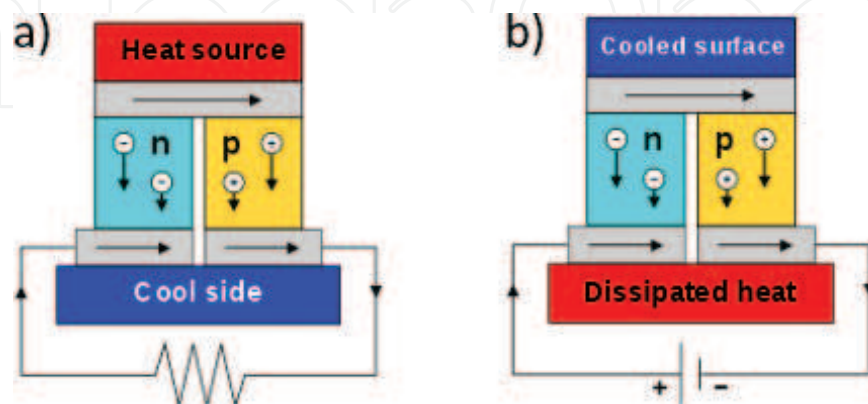 a)
Heat source
n p
Cool side
b)
Cooled surface
n p
Dissipated heat
+ −